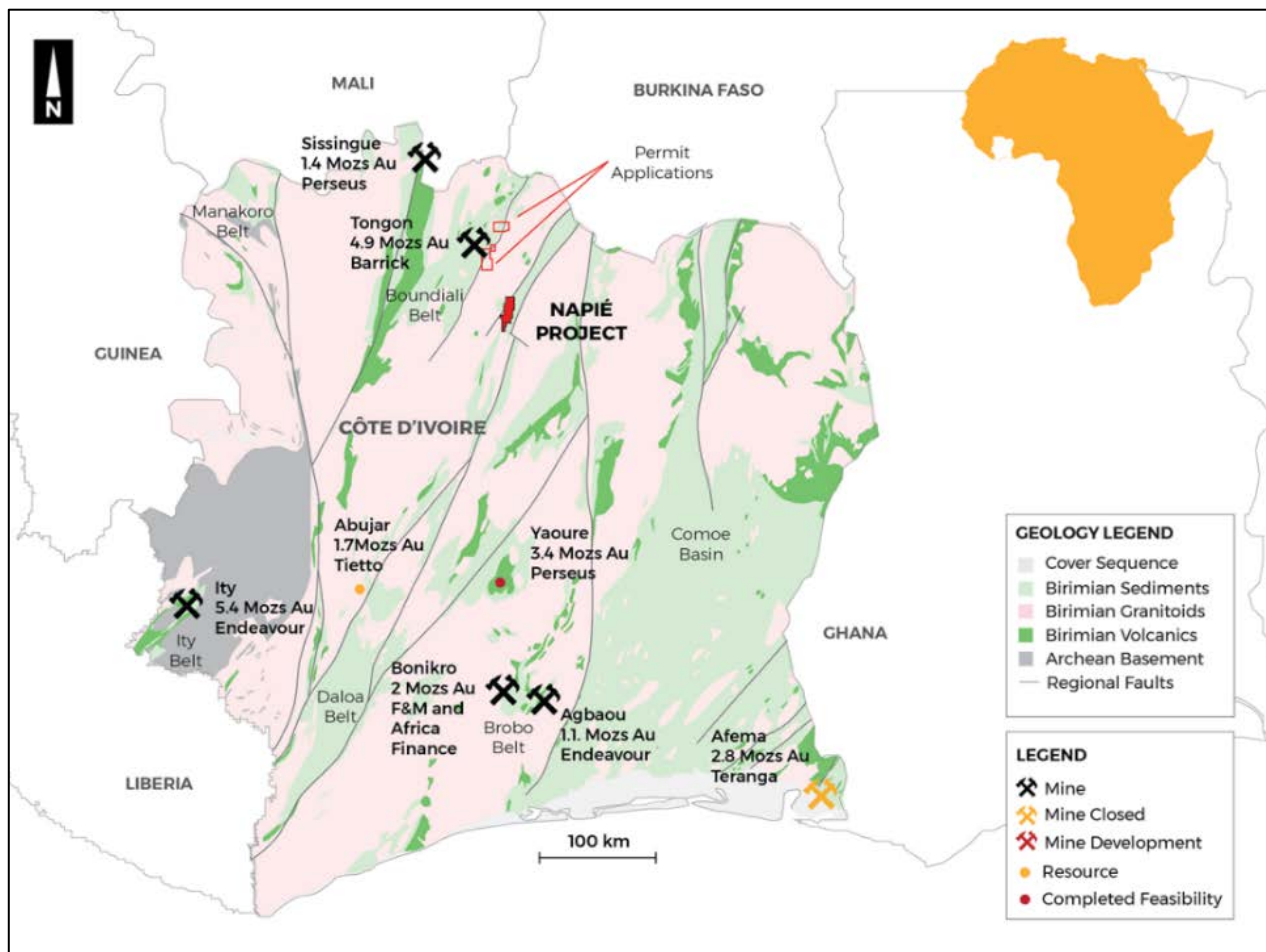 N
MALI
BURKINA FASO
Permit
Applications
Sissingue
1.4 Mozs Au
Perseus
Manakoro
Belt
Tongon
4.9 Mozs Au
Barrick
Boundiali
Belt
NAPIÉ
PROJECT
GUINEA
CÔTE D'IVOIRE
Abujar
1.7Mozs Au
Tietto
Yaoure
3.4 Mozs Au
Perseus
Comoe
Basin
Ity
5.4 Mozs Au
Endeavour
Ity
Belt
GHANA
Bonikro
2 Mozs Au
F&M and
Africa
Finance
Daloa
Belt
Brobo
Belt
Agbaou
1.1. Mozs Au
Endeavour
Afema
2.8 Mozs Au
Teranga
LIBERIA
100 km
GEOLOGY LEGEND
Cover Sequence
Birimian Sediments
Birimian Granitoids
Birimian Volcanics
Archean Basement
Regional Faults
LEGEND
Mine
Mine Closed
Mine Development
Resource
Completed Feasibility